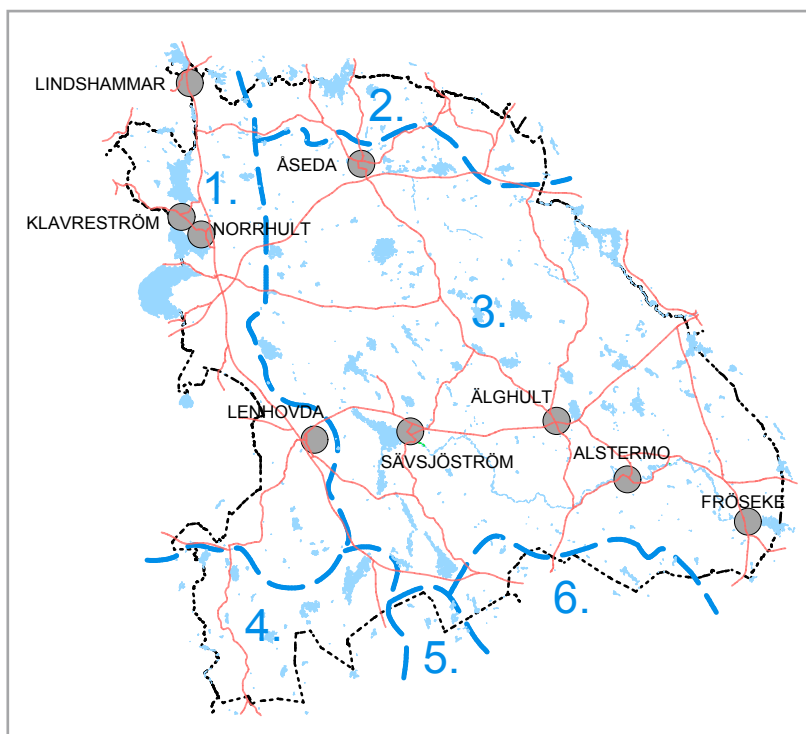 LINDSHAMMAR
2.
ÅSEDA
1.
KLAVRESTRÖM
NORRHULT
3.
ÄLGHULT
LENHOVDA
SÄVSJÖSTRÖM
ALSTERMO
FRÖSEKE
6.
4.
5.